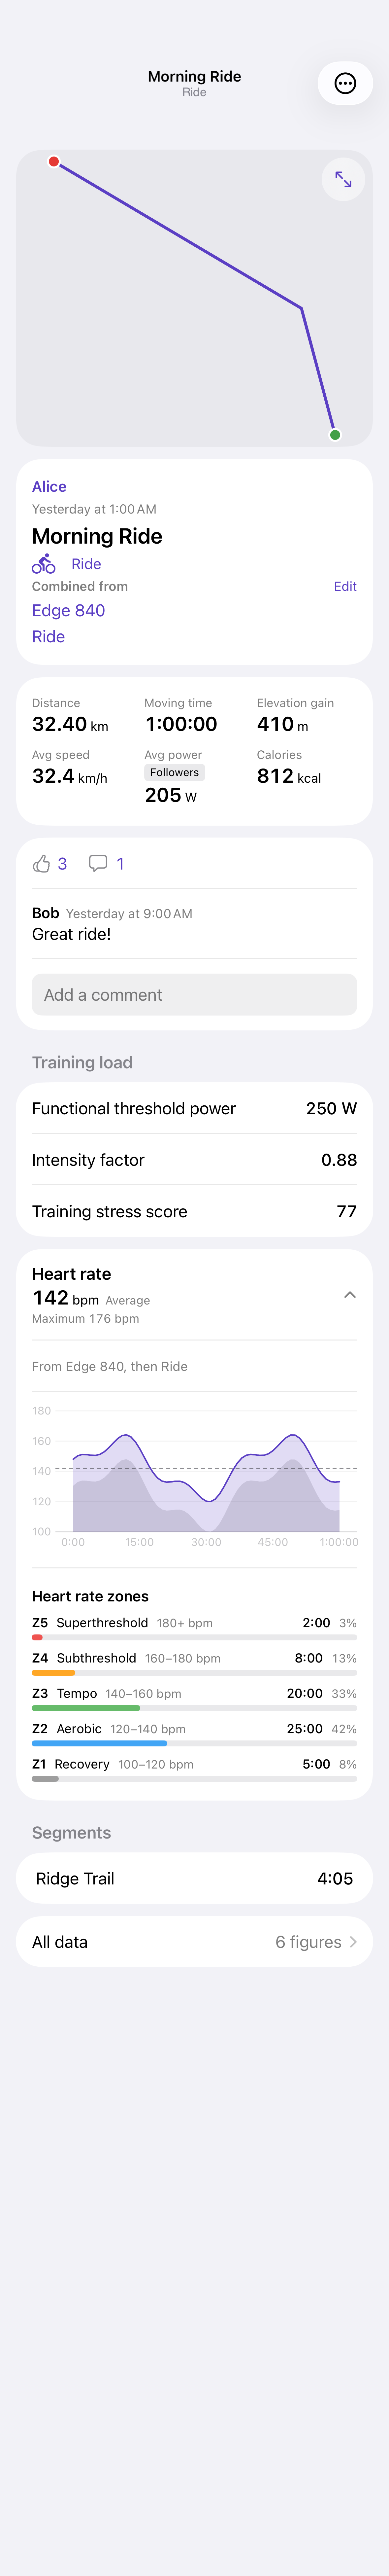 Morning Ride
Ride
Alice
Yesterday at 1:00 AM
Morning Ride
Ride
Combined from
Edit
Edge 840
Ride
Distance
Moving time
Elevation gain
32.40 km
1:00:00
410 m
Avg speed
Avg power
Calories
32.4 km/h
Followers
812 kcal
205 W
3
1
Bob Yesterday at 9:00 AM
Great ride!
Add a comment
Training load
Functional threshold power 250 W
Intensity factor 0.88
Training stress score 77
Heart rate
142 bpm Average
Maximum 176 bpm
From Edge 840, then Ride
180
160
140
120
100
0:00 15:00 30:00 45:00 1:00:00
Heart rate zones
Z5 Superthreshold 180+ bpm 2:00 3%
Z4 Subthreshold 160–180 bpm 8:00 13%
Z3 Tempo 140–160 bpm 20:00 33%
Z2 Aerobic 120–140 bpm 25:00 42%
Z1 Recovery 100–120 bpm 5:00 8%
Segments
Ridge Trail 4:05
All data 6 figures